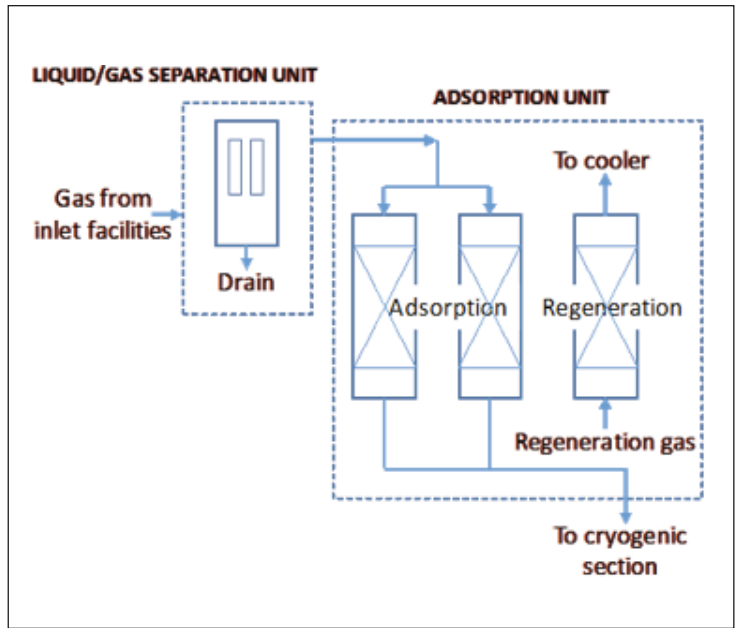 LIQUID/GAS SEPARATION UNIT
ADSORPTION UNIT
To cooler
Gas from
inlet facilities
Drain
Adsorption
Regeneration
Regeneration gas
To cryogenic
section